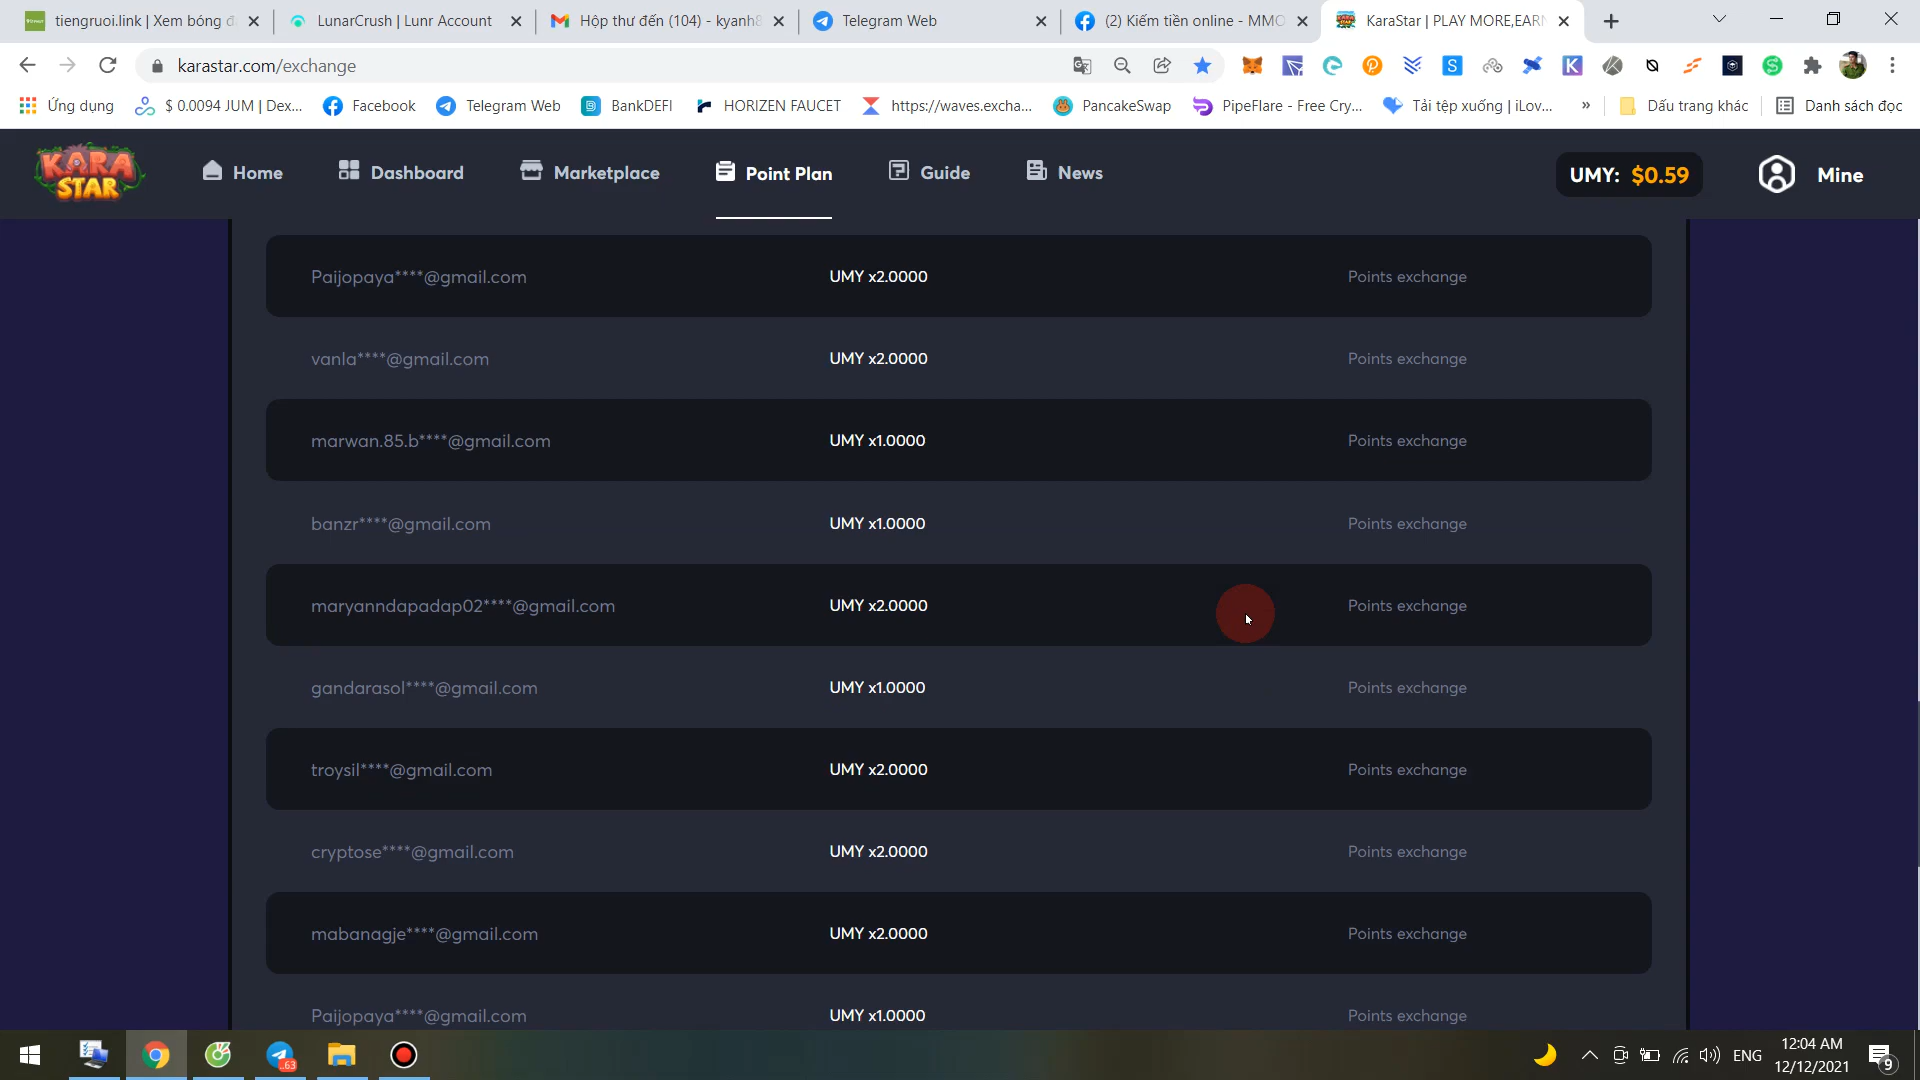 tiengruoi.link | Xem bóng đ
LunarCrush | Lunr Account
Hộp thư đến (104) - kyanh8
Telegram Web
(2) Kiếm tiền online - MMO
KaraStar | PLAY MORE,EARN
karastar.com/exchange
Ứng dụng
$ 0.0094 JUM | Dex...
Facebook
Telegram Web
BankDEFI
HORIZEN FAUCET
https://waves.excha...
PancakeSwap
PipeFlare - Free Cry...
Tải tệp xuống | iLov...
»
Dấu trang khác
Danh sách đọc
KARA
STAR
Home
Dashboard
Marketplace
Point Plan
Guide
News
UMY: $0.59
Mine
Paijopaya****@gmail.com UMY x2.0000 Points exchange
vanla****@gmail.com UMY x2.0000 Points exchange
marwan.85.b****@gmail.com UMY x1.0000 Points exchange
banzr****@gmail.com UMY x1.0000 Points exchange
maryanndapadap02****@gmail.com UMY x2.0000 Points exchange
gandarasol****@gmail.com UMY x1.0000 Points exchange
troysil****@gmail.com UMY x2.0000 Points exchange
cryptose****@gmail.com UMY x2.0000 Points exchange
mabanagje****@gmail.com UMY x2.0000 Points exchange
Paijopaya****@gmail.com UMY x1.0000 Points exchange
63
ENG
12:04 AM
12/12/2021
9